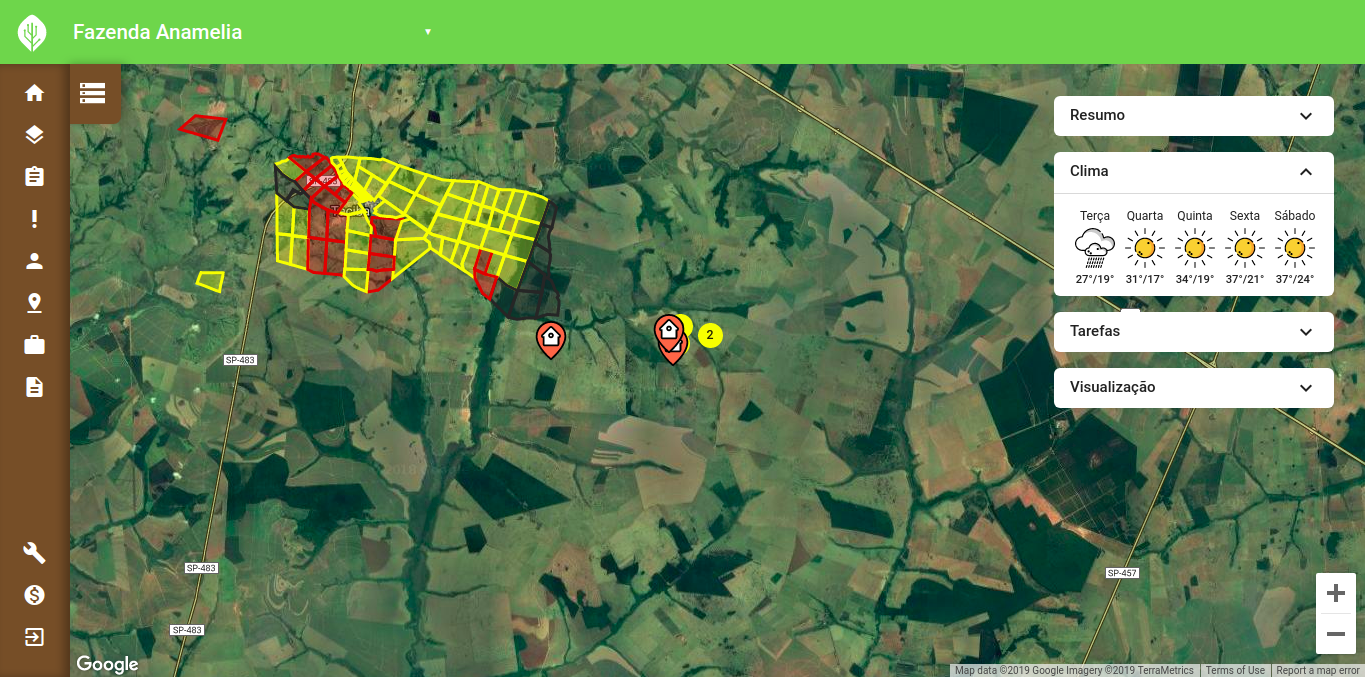 Fazenda Anamelia
Resumo
Clima
Terça Quarta Quinta Sexta Sábado
27°/19° 31°/17° 34°/19° 37°/21° 37°/24°
Tarefas
Visualização
2
SP-483
SP-483
SP-457
SP-483
Google
Map data ©2019 Google Imagery ©2019 TerraMetrics
Terms of Use
Report a map error